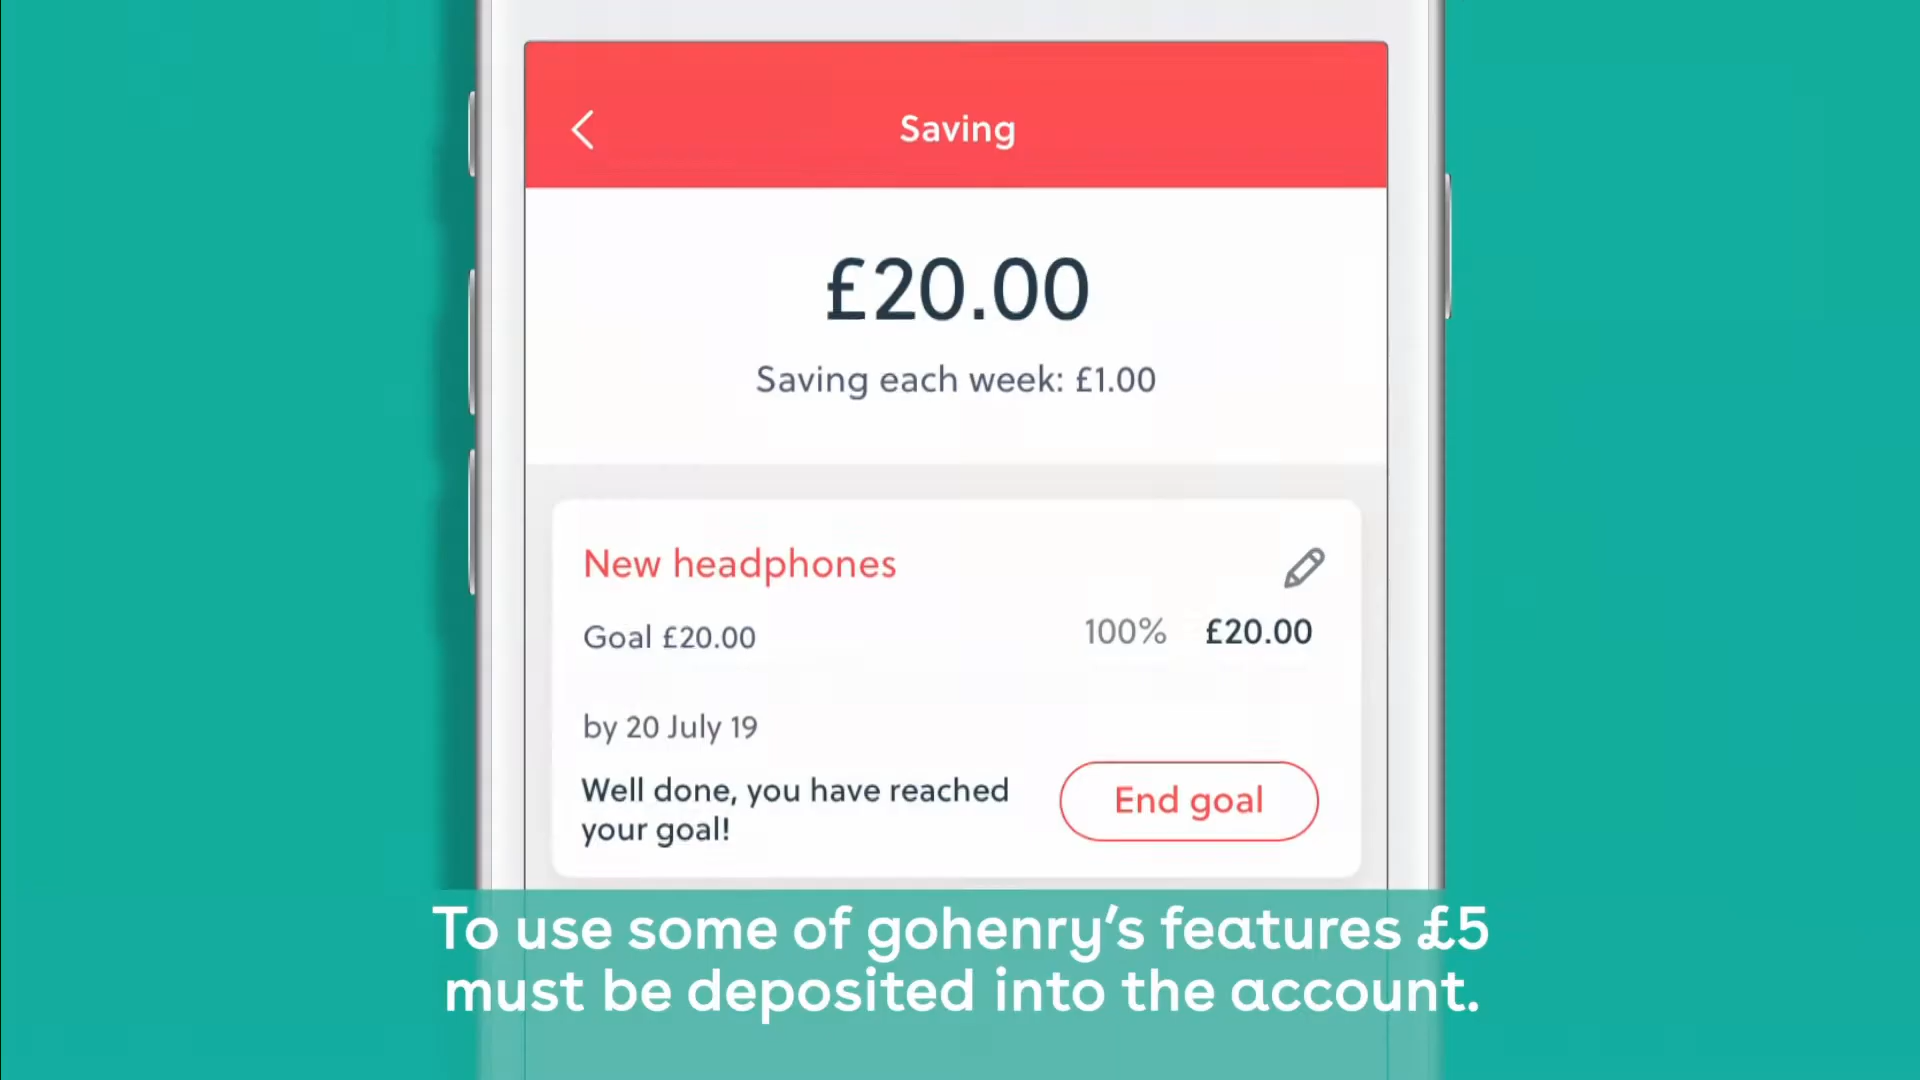 Saving
£20.00
Saving each week: £1.00
New headphones
Goal £20.00
100% £20.00
by 20 July 19
Well done, you have reached
your goal!
End goal
To use some of gohenry's features £5
must be deposited into the account.